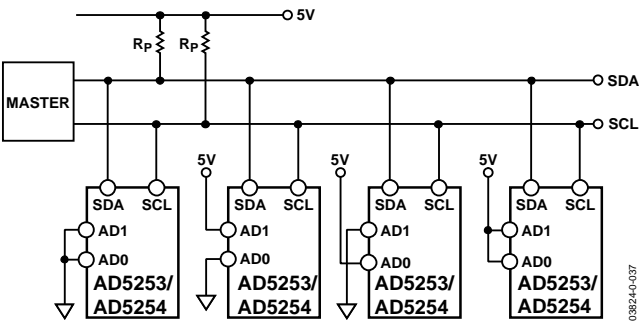 5V
RP RP
SDA
MASTER
SCL
5V 5V 5V
SDA SCL SDA SCL SDA SCL SDA SCL
AD1 AD1 AD1 AD1
AD0 AD0 AD0 AD0
AD5253/ AD5253/ AD5253/ AD5253/
AD5254 AD5254 AD5254 AD5254
03824-0-037